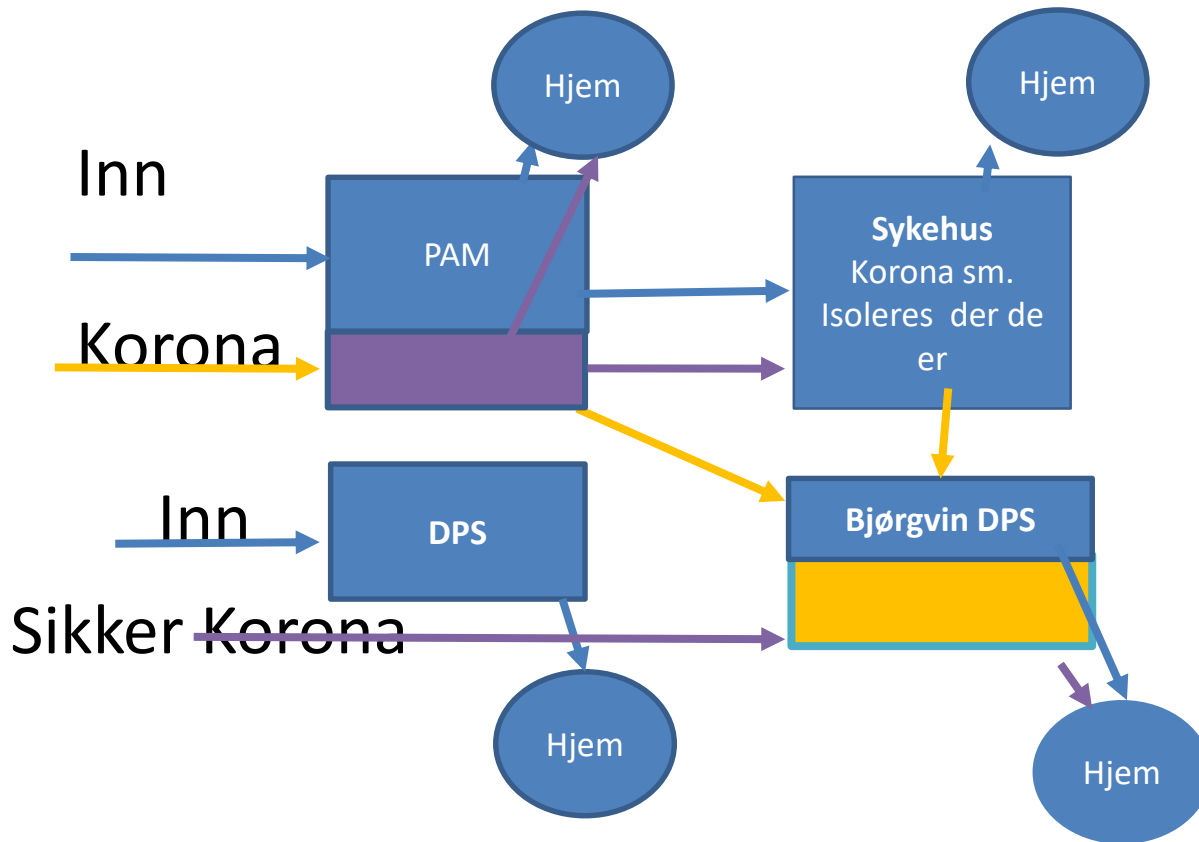 Hjem
Hjem
Inn
PAM
Sykehus
Korona sm.
Isoleres der de
er
Korona
Inn
DPS
Bjørgvin DPS
Sikker Korona
Hjem
Hjem